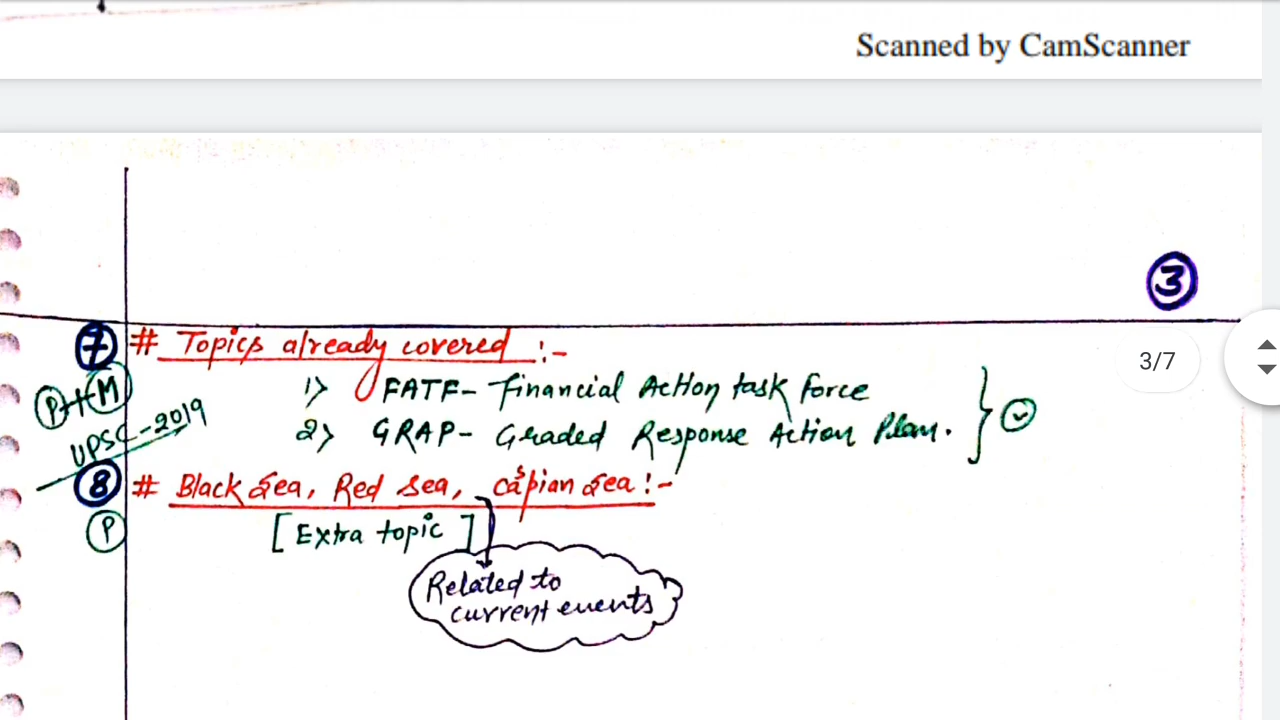 Scanned by CamScanner
3
7 # Topics already covered :-
P+M
1> FATF- Financial Action task force
3/7
UPSC-2019
2> GRAP- Graded Response Action Plan.
8 # Black Sea, Red Sea, Caspian Sea :-
P
[Extra topic]
Related to
current events